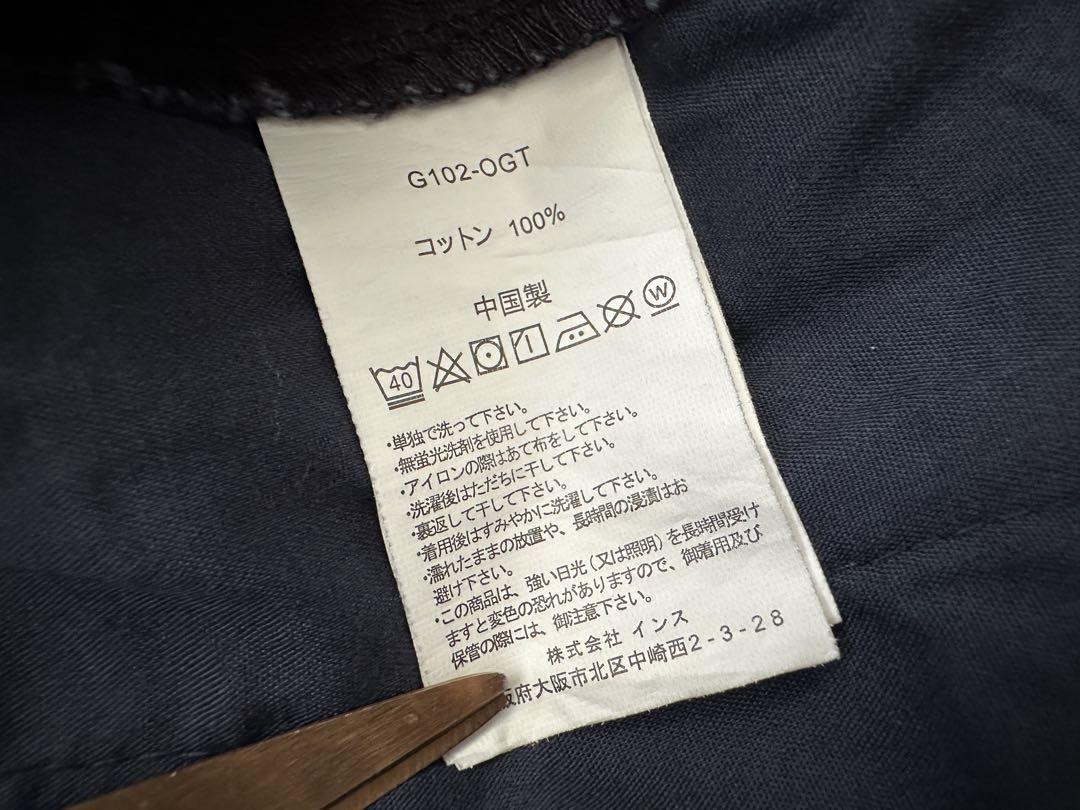 G102-OGT
コットン 100%
中国製
40
W
・単独で洗って下さい。
・無蛍光洗剤を使用して下さい。
・アイロンの際はあて布をして下さい。
・洗濯後はただちに干して下さい。
・裏返して干して下さい。
・着用後はすみやかに洗濯して下さい。
・濡れたままの放置や、長時間の浸漬はお
避け下さい。
・この商品は、強い日光(又は照明)を長時間受け
ますと変色の恐れがありますので、御着用及び
保管の際には、御注意下さい。
株式会社 インス
阪府大阪市北区中崎西2-3-28